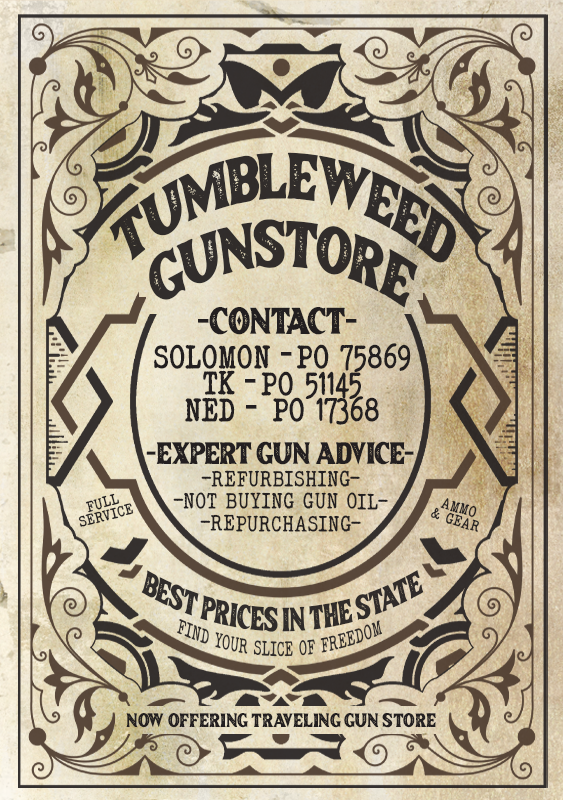 TUMBLEWEED
GUNSTORE
-CONTACT-
SOLOMON - PO 75869
TK - PO 51145
NED - PO 17368
-EXPERT GUN ADVICE-
-REFURBISHING-
-NOT BUYING GUN OIL-
-REPURCHASING-
FULL
SERVICE
AMMO
& GEAR
BEST PRICES IN THE STATE
FIND YOUR SLICE OF FREEDOM
NOW OFFERING TRAVELING GUN STORE